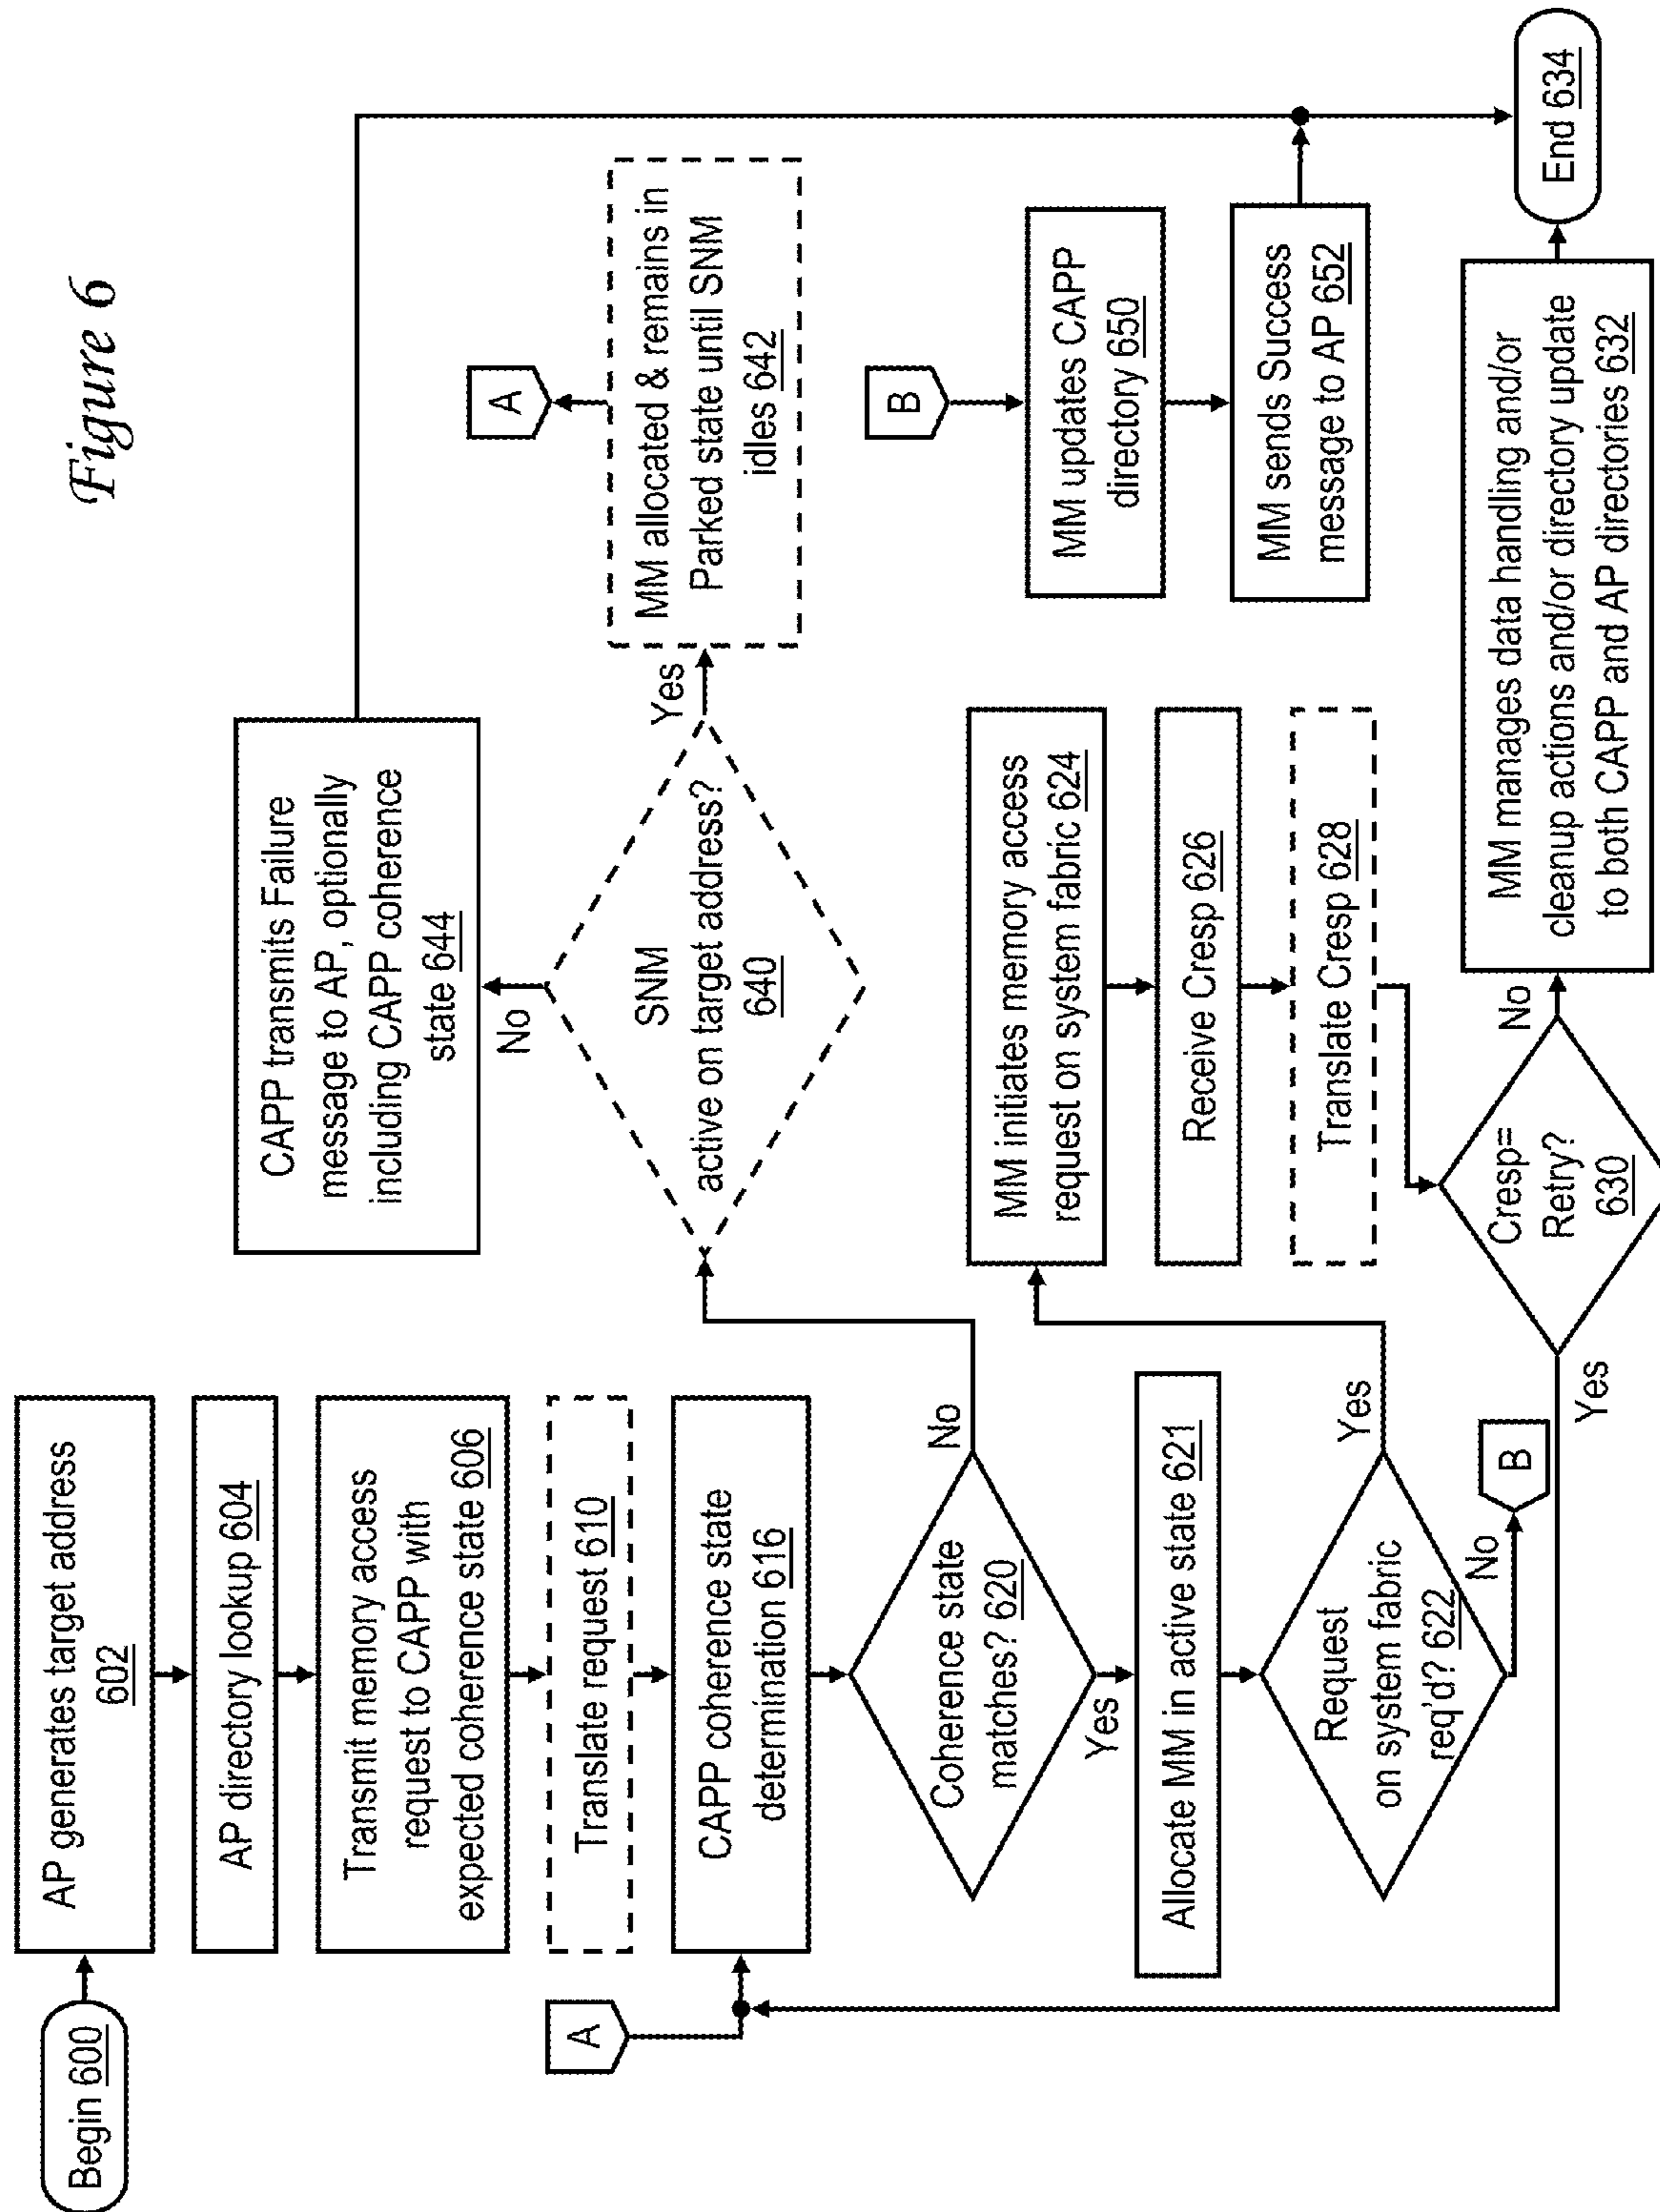 Figure 6
Begin 600
AP generates target address
602
AP directory lookup 604
Transmit memory access
request to CAPP with
expected coherence state 606
Translate request 610
A
CAPP coherence state
determination 616
Coherence state
matches? 620
No
Yes
Allocate MM in active state 621
Request
on system fabric
req'd? 622
Yes
No
B
CAPP transmits Failure
message to AP, optionally
including CAPP coherence
state 644
No
SNM
active on target address?
640
Yes
MM allocated & remains in
Parked state until SNM
idles 642
A
MM initiates memory access
request on system fabric 624
Receive Cresp 626
Translate Cresp 628
Cresp=
Retry?
630
Yes
No
B
MM updates CAPP
directory 650
MM sends Success
message to AP 652
MM manages data handling and/or
cleanup actions and/or directory update
to both CAPP and AP directories 632
End 634